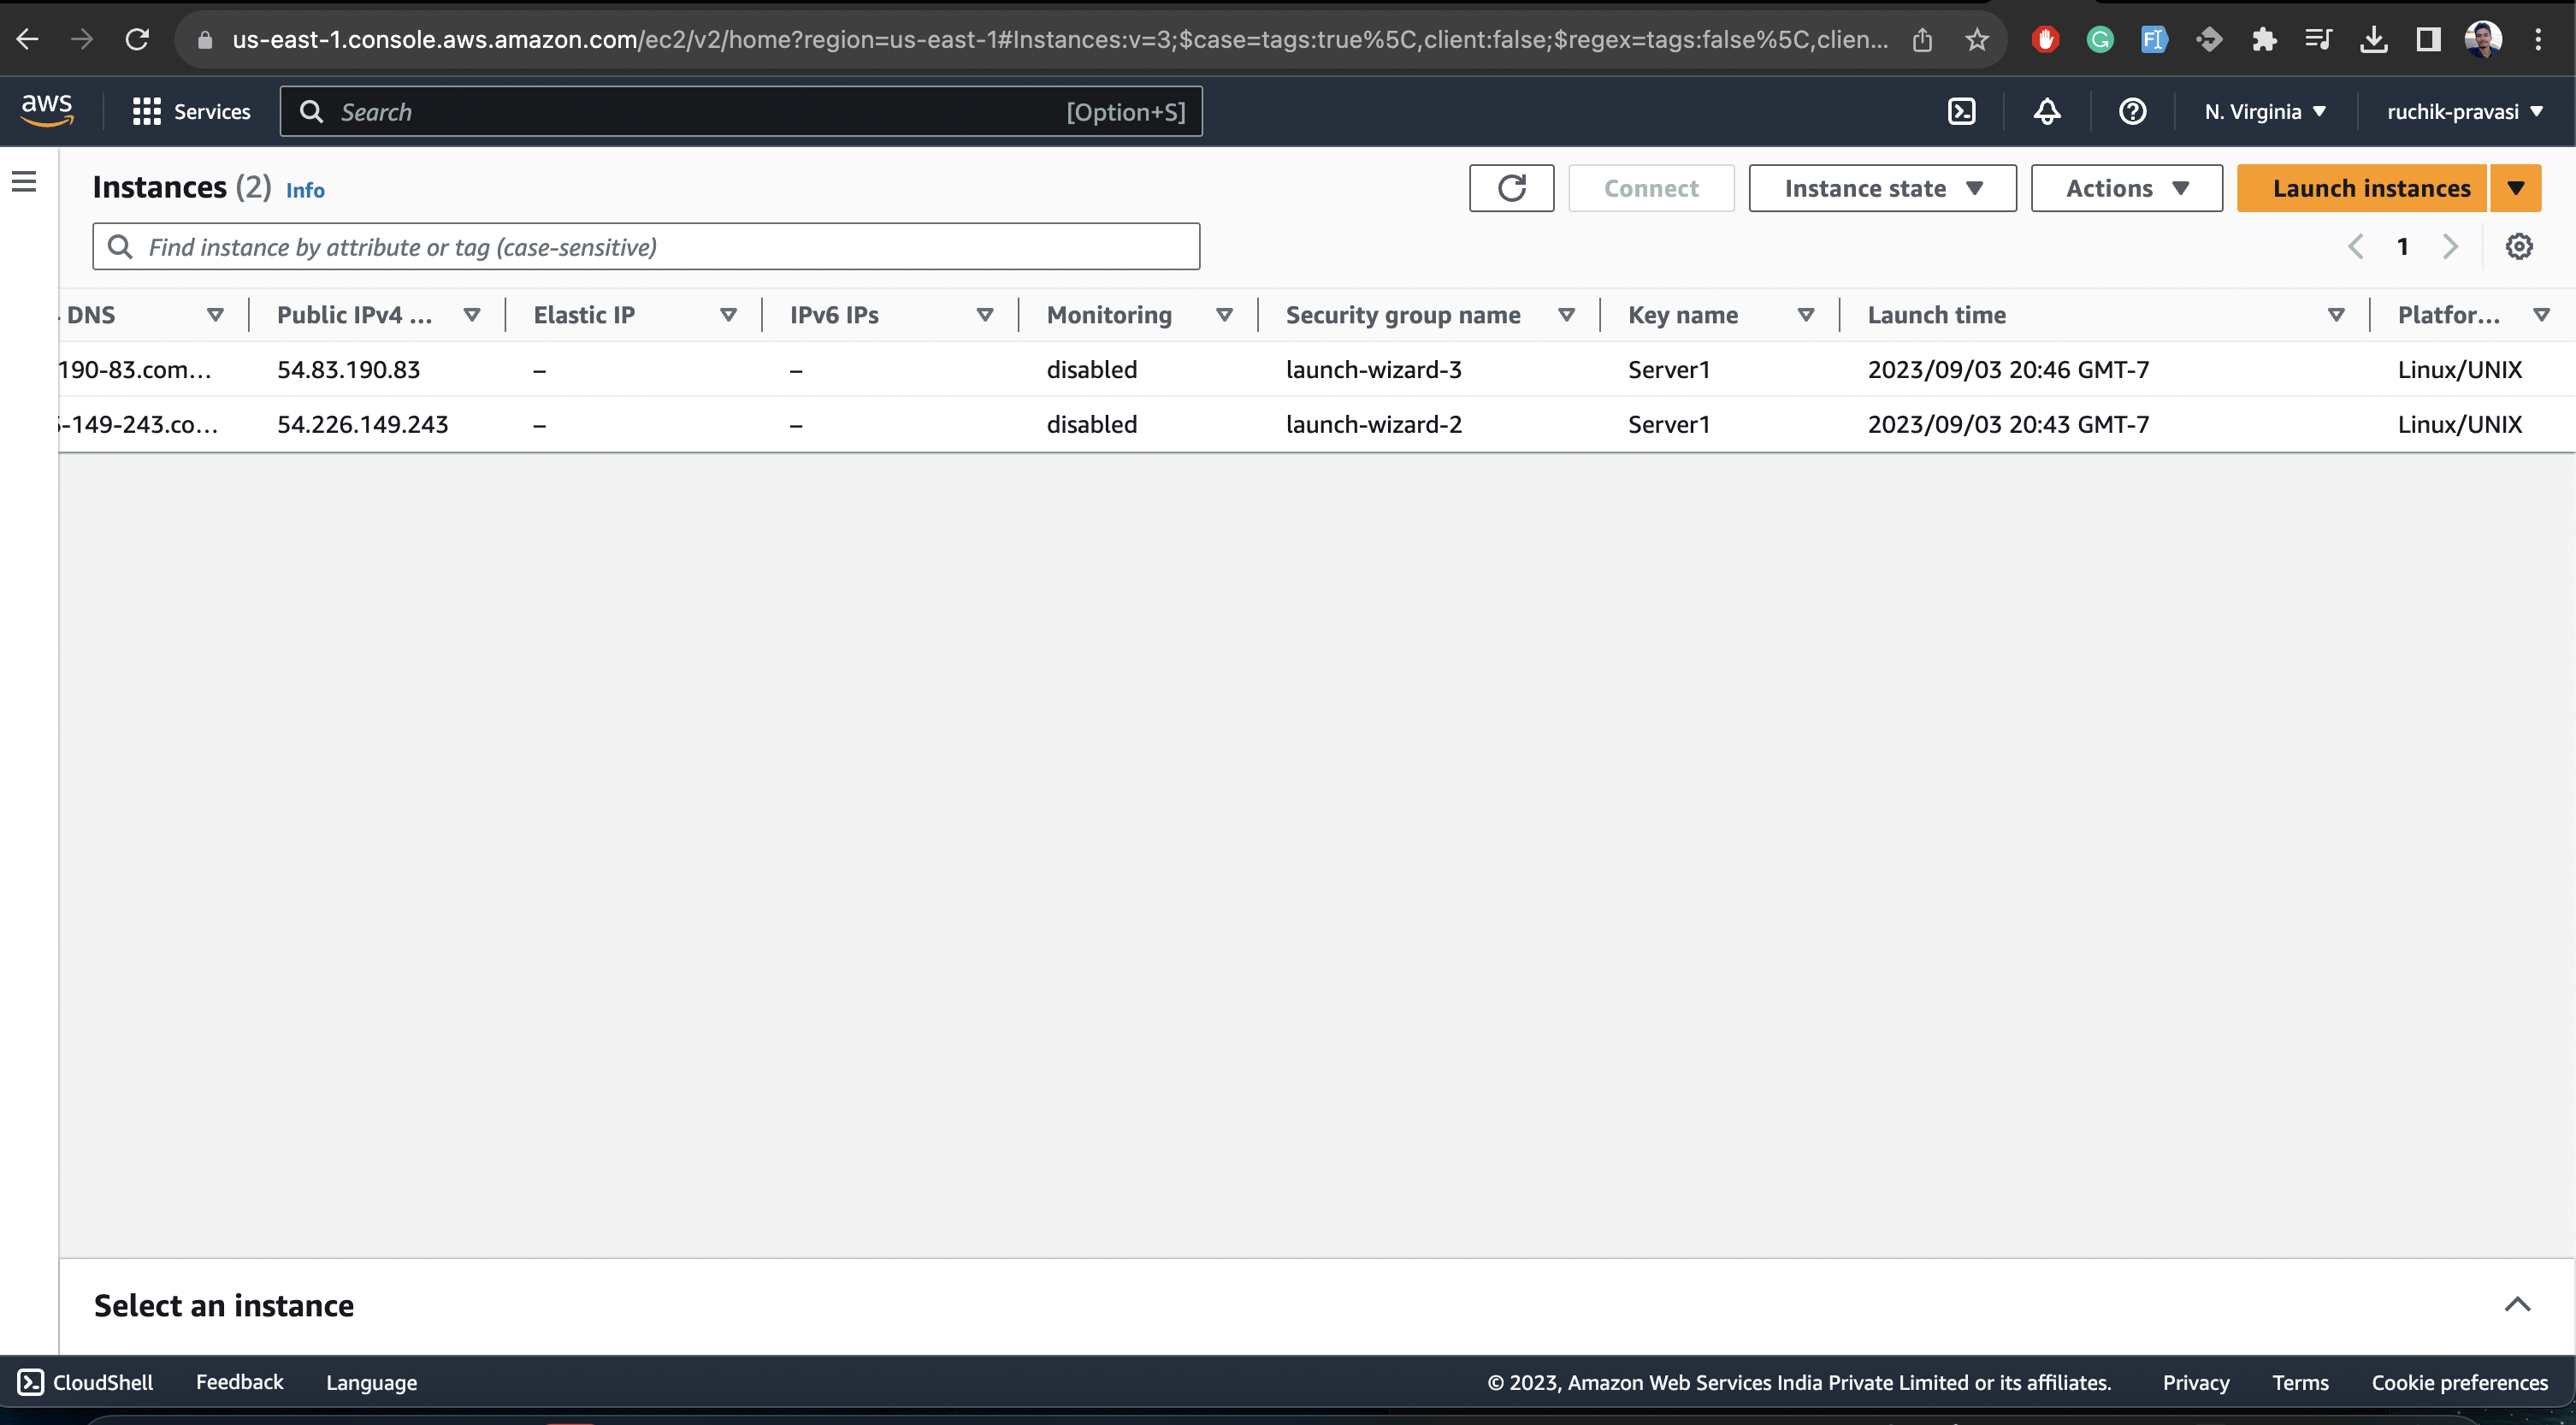 us-east-1.console.aws.amazon.com/ec2/v2/home?region=us-east-1#Instances:v=3;$case=tags:true%5C,client:false;$regex=tags:false%5C,clien...
aws Services Search [Option+S] N. Virginia ruchik-pravasi
Instances (2) Info Connect Instance state Actions Launch instances
Find instance by attribute or tag (case-sensitive) 1
DNS Public IPv4 ... Elastic IP IPv6 IPs Monitoring Security group name Key name Launch time Platfor...
190-83.com... 54.83.190.83 – – disabled launch-wizard-3 Server1 2023/09/03 20:46 GMT-7 Linux/UNIX
-149-243.co... 54.226.149.243 – – disabled launch-wizard-2 Server1 2023/09/03 20:43 GMT-7 Linux/UNIX
Select an instance
CloudShell Feedback Language © 2023, Amazon Web Services India Private Limited or its affiliates. Privacy Terms Cookie preferences